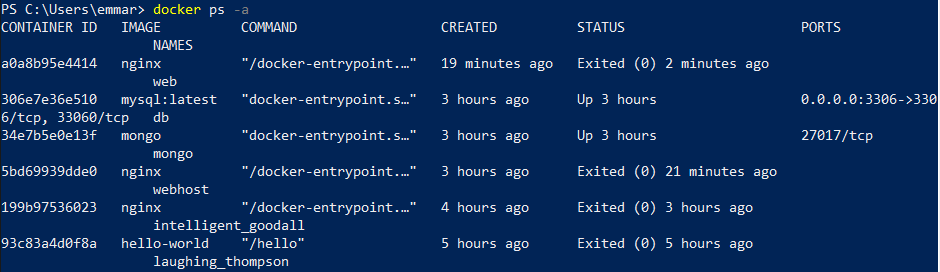 PS C:\Users\emmar> docker ps -a
CONTAINER ID   IMAGE          COMMAND                  CREATED          STATUS                      PORTS
                   NAMES
a0a8b95e4414   nginx          "/docker-entrypoint.…"   19 minutes ago   Exited (0) 2 minutes ago
                   web
306e7e36e510   mysql:latest   "docker-entrypoint.s…"   3 hours ago      Up 3 hours                  0.0.0.0:3306->330
6/tcp, 33060/tcp   db
34e7b5e0e13f   mongo          "docker-entrypoint.s…"   3 hours ago      Up 3 hours                  27017/tcp
                   mongo
5bd69939dde0   nginx          "/docker-entrypoint.…"   3 hours ago      Exited (0) 21 minutes ago
                   webhost
199b97536023   nginx          "/docker-entrypoint.…"   4 hours ago      Exited (0) 3 hours ago
                   intelligent_goodall
93c83a4d0f8a   hello-world    "/hello"                 5 hours ago      Exited (0) 5 hours ago
                   laughing_thompson